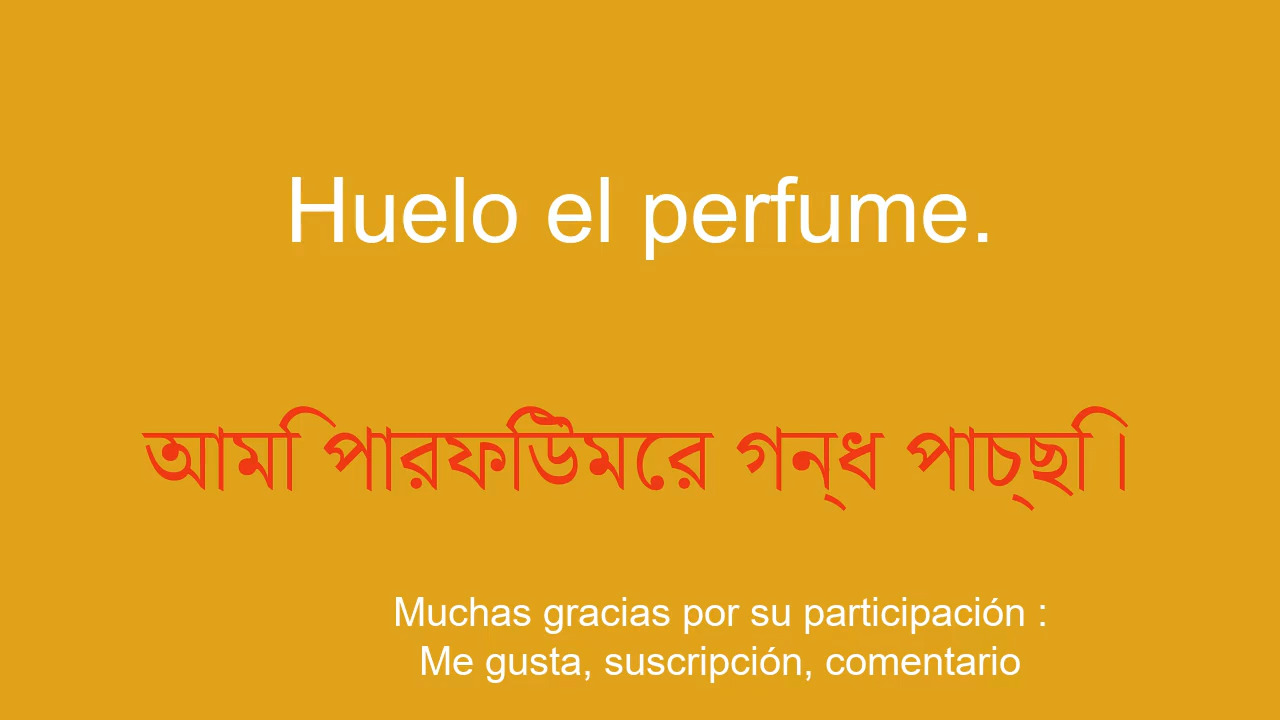 Huelo el perfume.
আমি পারফিউমের গন্ধ পাচ্ছি।
Muchas gracias por su participación :
Me gusta, suscripción, comentario